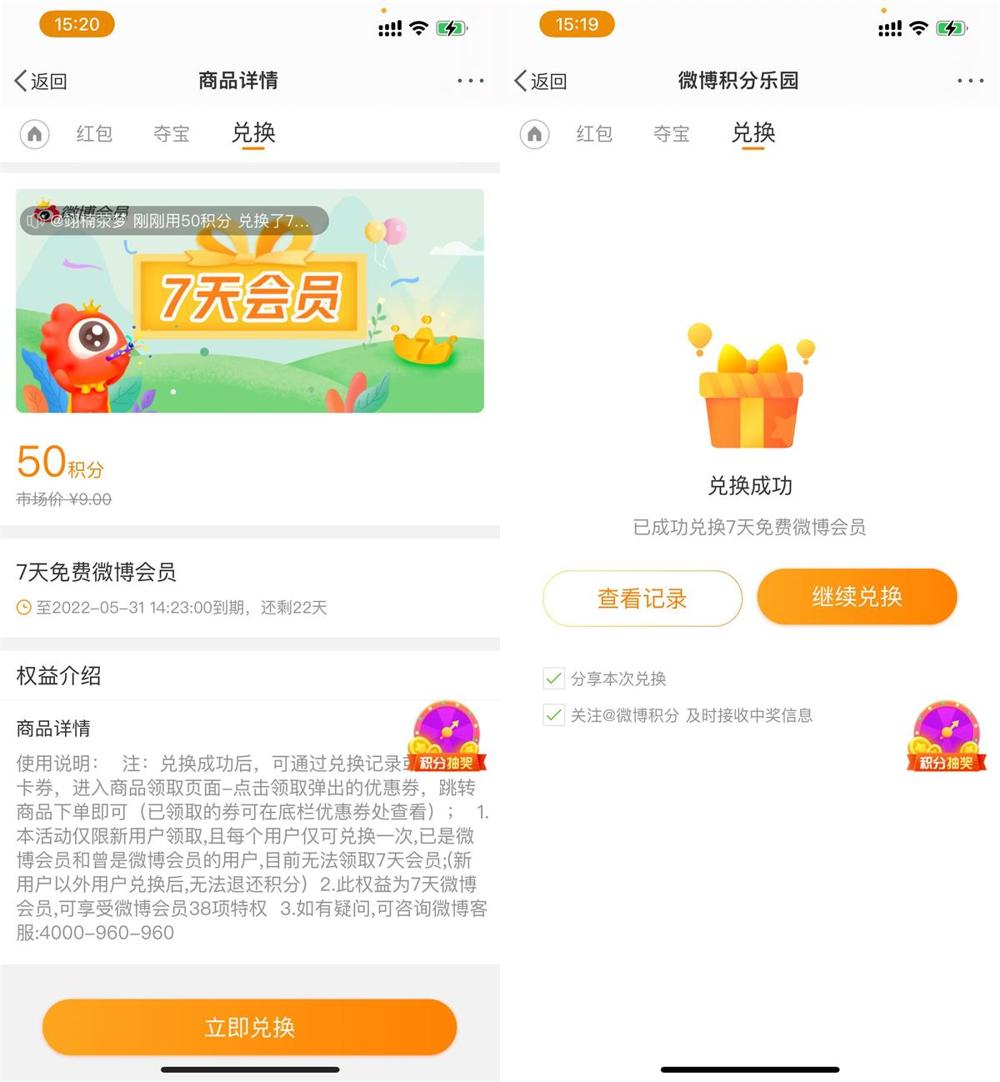 15:20
返回
商品详情
红包
夺宝
兑换
微博会员
@翊楠荥梦 刚刚用50积分 兑换了7...
7天会员
7
50积分
市场价 ¥9.00
7天免费微博会员
至2022-05-31 14:23:00到期，还剩22天
权益介绍
商品详情
积分抽奖
使用说明： 注：兑换成功后，可通过兑换记录
卡券，进入商品领取页面-点击领取弹出的优惠券，跳转
商品下单即可（已领取的券可在底栏优惠券处查看）； 1.
本活动仅限新用户领取,且每个用户仅可兑换一次,已是微
博会员和曾是微博会员的用户,目前无法领取7天会员;(新
用户以外用户兑换后,无法退还积分）2.此权益为7天微博
会员,可享受微博会员38项特权 3.如有疑问,可咨询微博客
服:4000-960-960
立即兑换
15:19
返回
微博积分乐园
红包
夺宝
兑换
兑换成功
已成功兑换7天免费微博会员
查看记录
继续兑换
分享本次兑换
关注@微博积分 及时接收中奖信息
积分抽奖